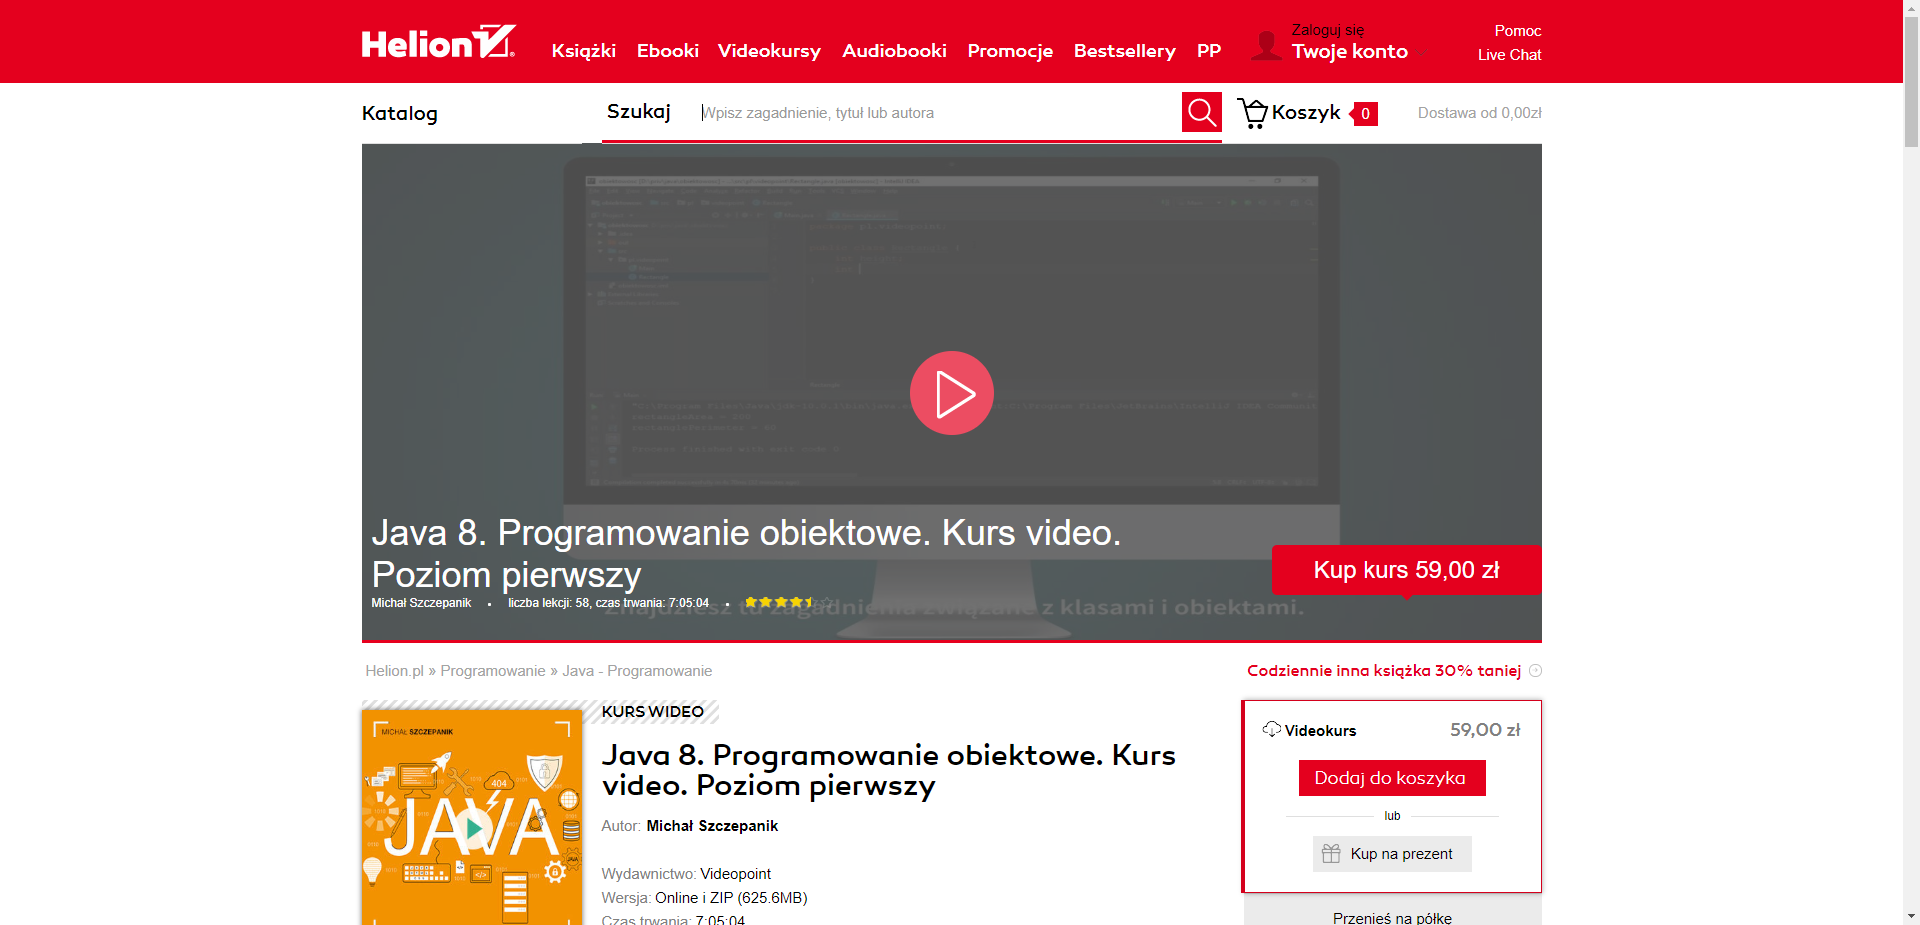 Helion
Książki Ebooki Videokursy Audiobooki Promocje Bestsellery PP
Zaloguj się
Twoje konto
Pomoc
Live Chat
Katalog
Szukaj Wpisz zagadnienie, tytuł lub autora
Koszyk 0
Dostawa od 0,00zł
Java 8. Programowanie obiektowe. Kurs video.
Poziom pierwszy
Michał Szczepanik • liczba lekcji: 58, czas trwania: 7:05:04 •
Znajdziesz tu zagadnienia związane z klasami i obiektami.
Kup kurs 59,00 zł
Helion.pl » Programowanie » Java - Programowanie
Codziennie inna książka 30% taniej
MICHAŁ SZCZEPANIK
404
JAVA
KURS WIDEO
Java 8. Programowanie obiektowe. Kurs
video. Poziom pierwszy
Autor: Michał Szczepanik
Wydawnictwo: Videopoint
Wersja: Online i ZIP (625.6MB)
Czas trwania: 7:05:04
Videokurs 59,00 zł
Dodaj do koszyka
lub
Kup na prezent
Przenieś na półkę